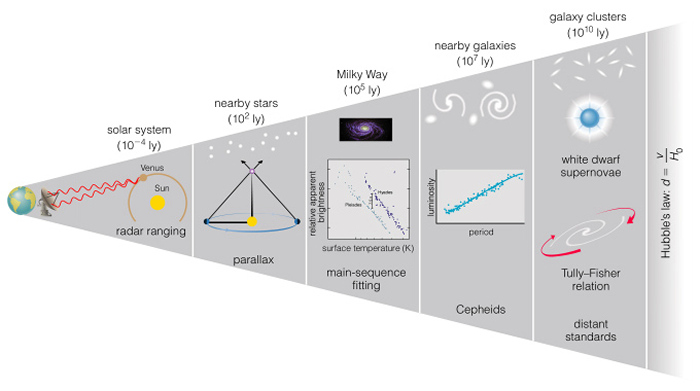 solar system
(10⁻⁴ ly)
Venus
Sun
radar ranging
nearby stars
(10² ly)
parallax
Milky Way
(10⁵ ly)
relative apparent
brightness
Pleiades
Hyades
surface temperature (K)
main-sequence
fitting
nearby galaxies
(10⁷ ly)
luminosity
period
Cepheids
galaxy clusters
(10¹⁰ ly)
white dwarf
supernovae
Tully–Fisher
relation
distant
standards
Hubble's law: d = v/H₀